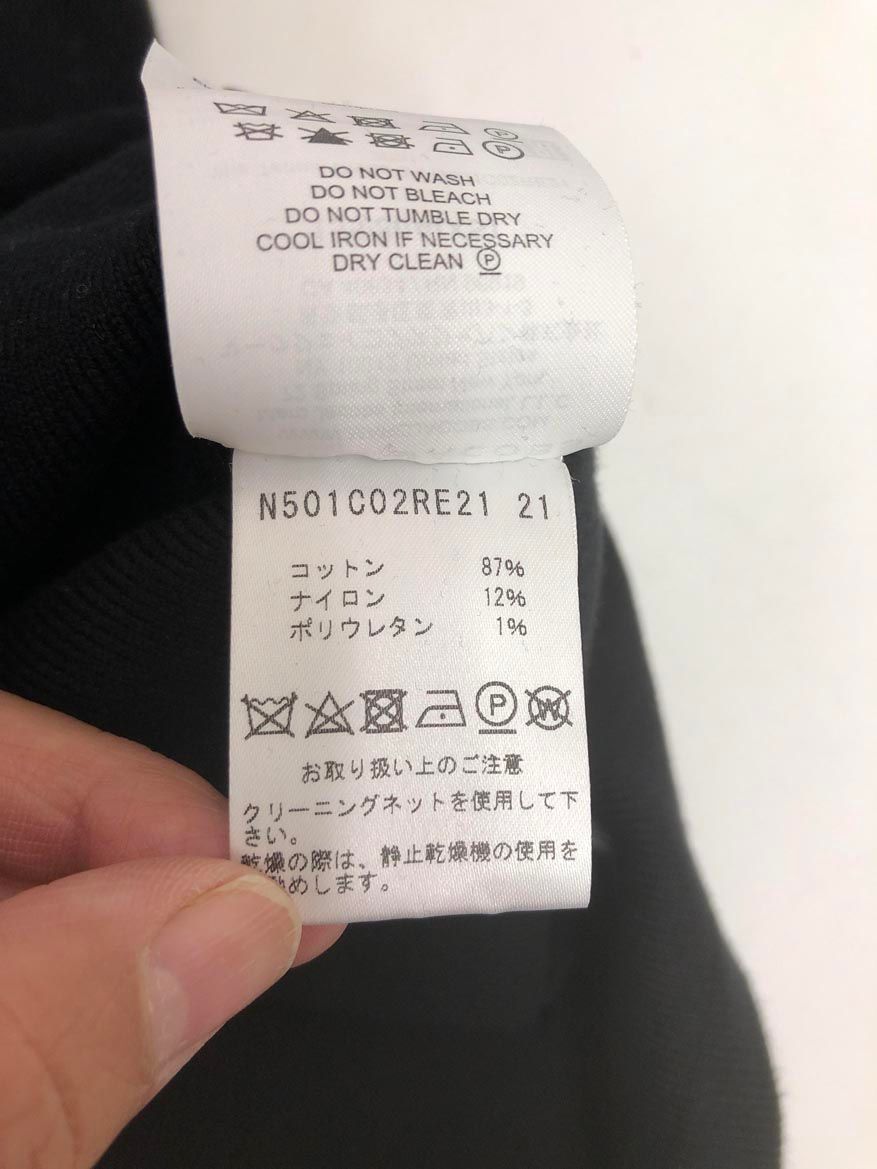 DO NOT WASH
DO NOT BLEACH
DO NOT TUMBLE DRY
COOL IRON IF NECESSARY
DRY CLEAN Ⓟ
N501C02RE21 21
コットン 87%
ナイロン 12%
ポリウレタン 1%
P W
お取り扱い上のご注意
クリーニングネットを使用して下
さい。
乾燥の際は、静止乾燥機の使用を
めします。